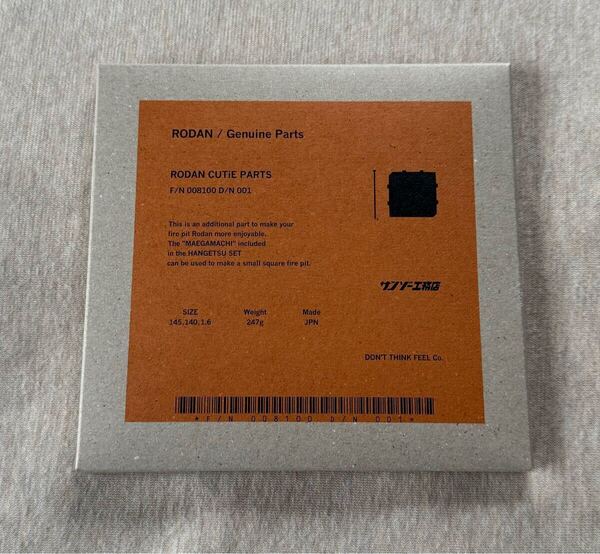 RODAN / Genuine Parts
RODAN CUTiE PARTS
F/N 008100 D/N 001
This is an additional part to make your
fire pit Rodan more enjoyable.
The "MAEGAMACHI" included
in the HANGETSU SET
can be used to make a small square fire pit.
サンゾー工務店
SIZE Weight Made
145,140,1.6 247g JPN
DON'T THINK FEEL Co.
*F/N 008100 D/N 001*